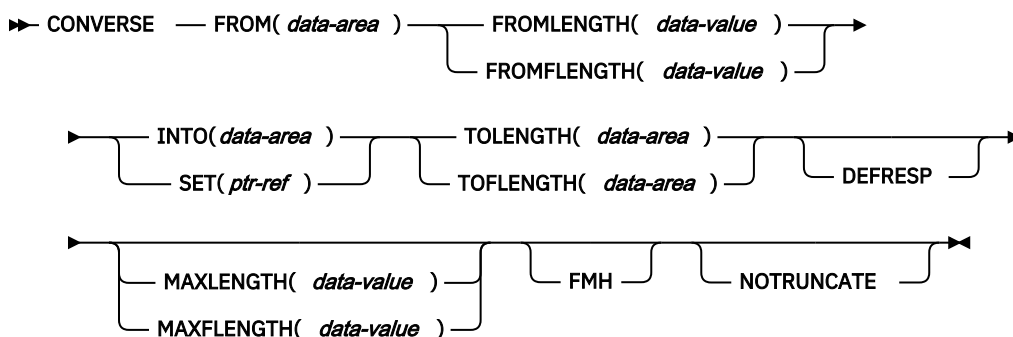 CONVERSE FROM( data-area ) FROMLENGTH( data-value )
FROMFLENGTH( data-value )
INTO( data-area ) TOLENGTH( data-area )
SET( ptr-ref ) TOFLENGTH( data-area ) DEFRESP
MAXLENGTH( data-value ) FMH NOTRUNCATE
MAXFLENGTH( data-value )